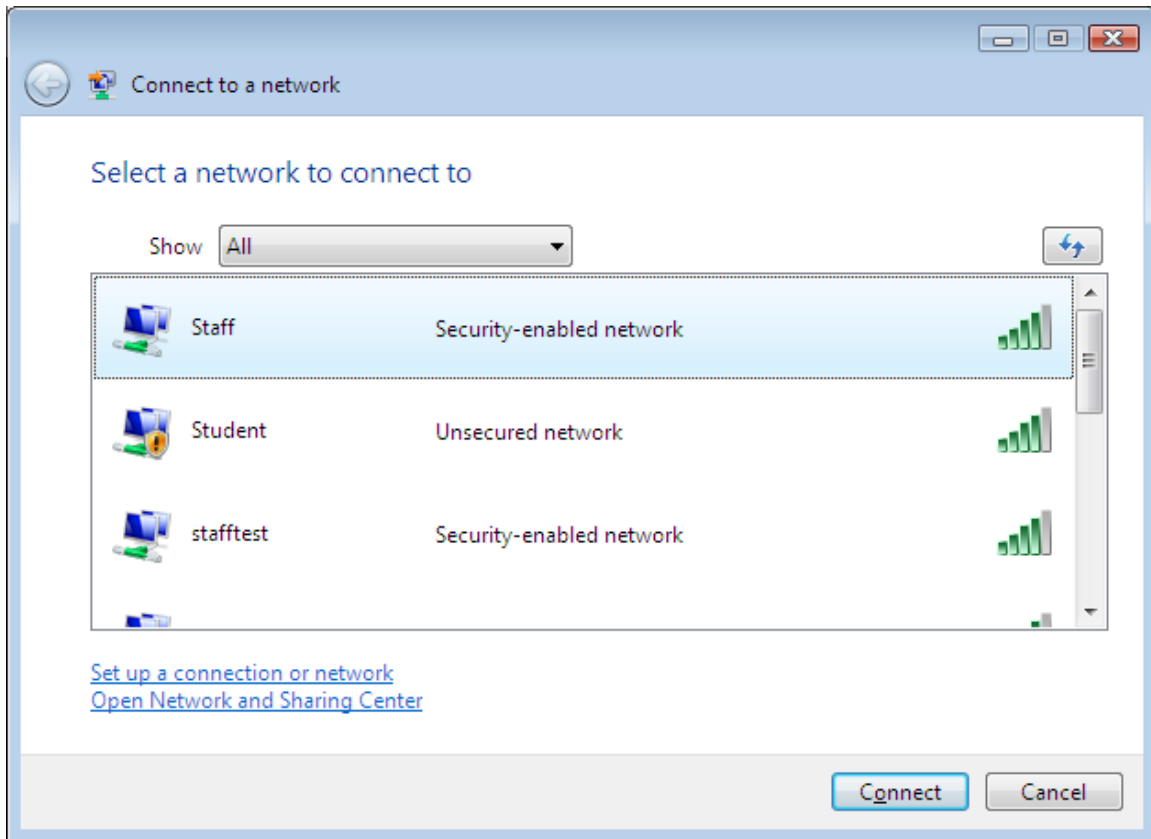 Connect to a network
Select a network to connect to
Show All
Staff Security-enabled network
Student Unsecured network
stafftest Security-enabled network
Set up a connection or network
Open Network and Sharing Center
Connect Cancel